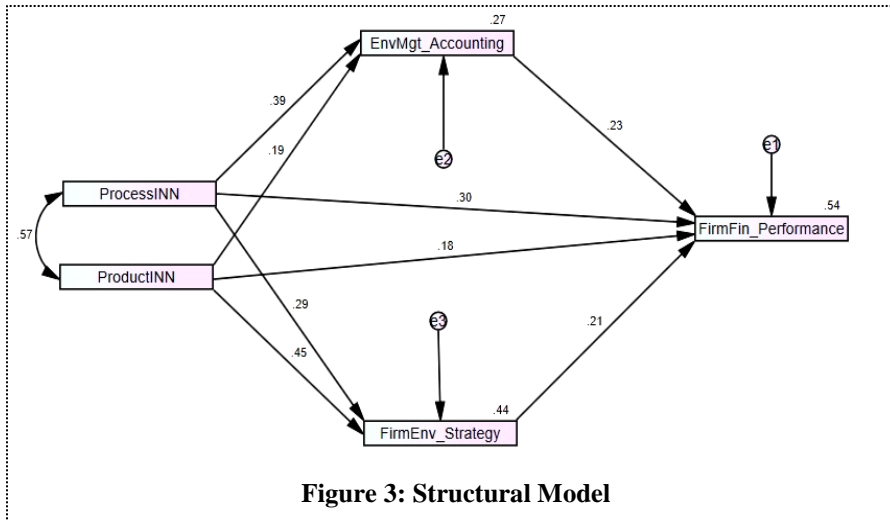 .27
EnvMgt_Accounting
.39
.23
.19
e2
e1
ProcessINN
.30
.54
FirmFin_Performance
.57
.18
ProductINN
.29
e3
.21
.45
.44
FirmEnv_Strategy
Figure 3: Structural Model